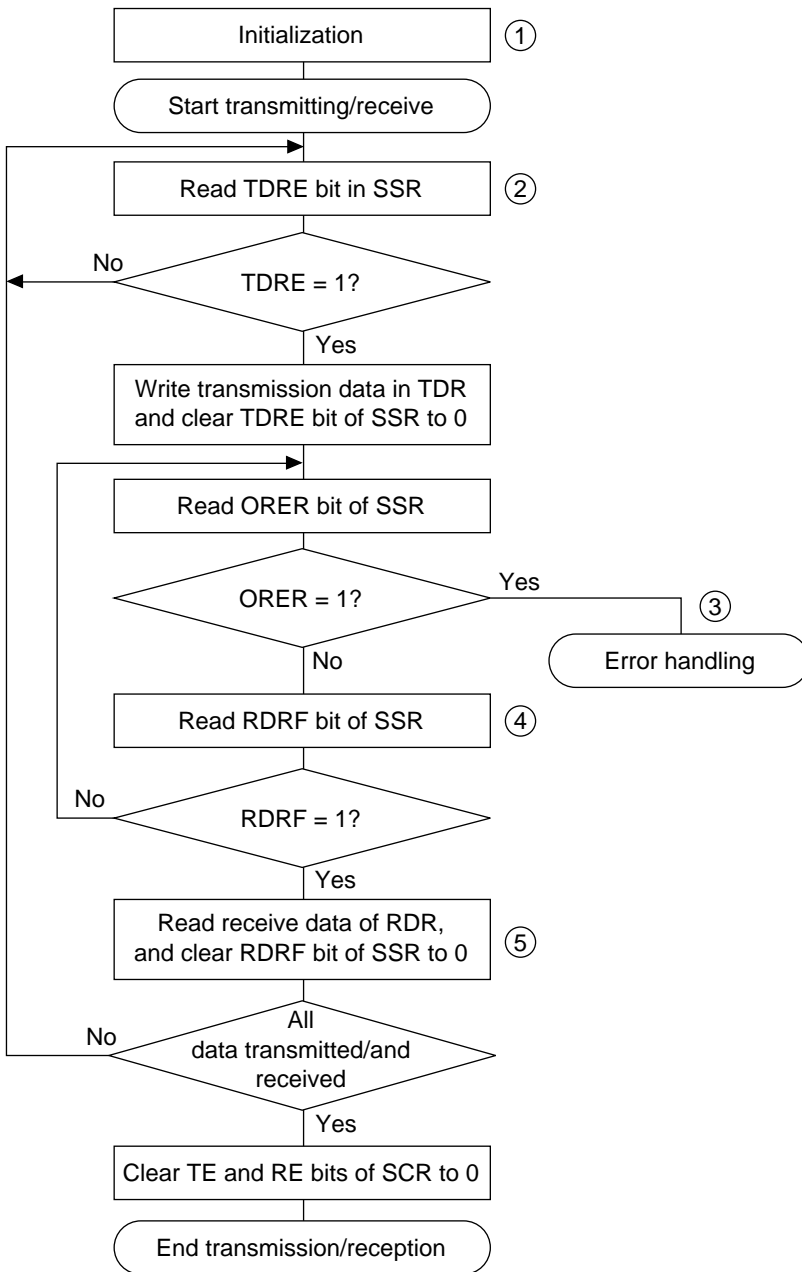 Initialization
1
Start transmitting/receive
Read TDRE bit in SSR
2
No
TDRE = 1?
Yes
Write transmission data in TDR
and clear TDRE bit of SSR to 0
Read ORER bit of SSR
Yes
ORER = 1?
3
No
Error handling
Read RDRF bit of SSR
4
No
RDRF = 1?
Yes
Read receive data of RDR,
and clear RDRF bit of SSR to 0
5
All
No
data transmitted/and
received
Yes
Clear TE and RE bits of SCR to 0
End transmission/reception